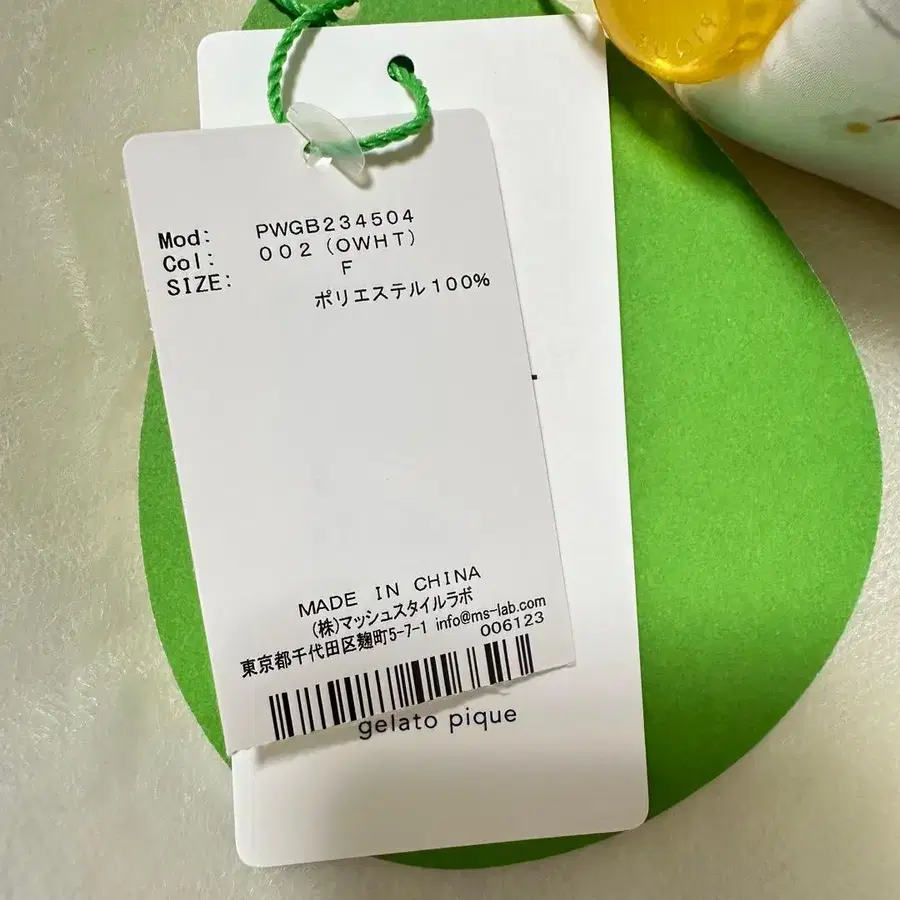 Mod: PWGB234504
Col: 002(OWHT)
SIZE: F
ポリエステル100%
MADE IN CHINA
(株)マッシュスタイルラボ
東京都千代田区麹町5-7-1 info@ms-lab.com
006123
gelato pique